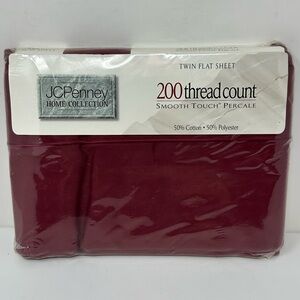 TWIN FLAT SHEET
JCPenney
HOME COLLECTION
200 thread count
SMOOTH TOUCH® PERCALE
50% Cotton • 50% Polyester